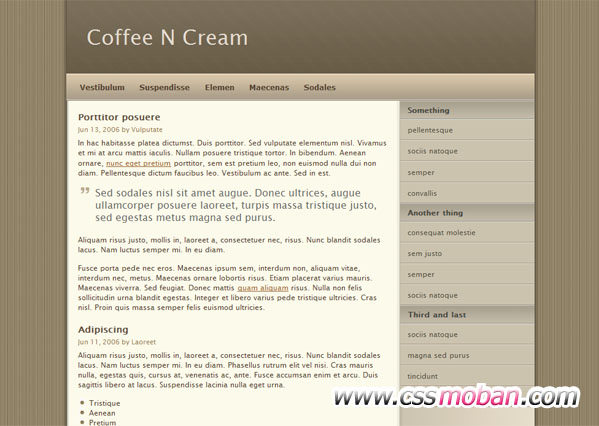 Coffee N Cream
Vestibulum Suspendisse Elemen Maecenas Sodales
Porttitor posuere
Jun 13, 2006 by Vulputate
In hac habitasse platea dictumst. Duis porttitor. Sed vulputate elementum nisl. Vivamus
et mi at arcu mattis iaculis. Nullam posuere tristique tortor. In bibendum. Aenean
ornare, nunc eget pretium porttitor, sem est pretium leo, non euismod nulla dui non
diam. Pellentesque dictum faucibus leo. Vestibulum ac ante. Sed in est.
" Sed sodales nisl sit amet augue. Donec ultrices, augue
ullamcorper posuere laoreet, turpis massa tristique justo,
sed egestas metus magna sed purus.
Aliquam risus justo, mollis in, laoreet a, consectetuer nec, risus. Nunc blandit sodales
lacus. Nam luctus semper mi. In eu diam.
Fusce porta pede nec eros. Maecenas ipsum sem, interdum non, aliquam vitae,
interdum nec, metus. Maecenas ornare lobortis risus. Etiam placerat varius mauris.
Maecenas viverra. Sed feugiat. Donec mattis quam aliquam risus. Nulla non felis
sollicitudin urna blandit egestas. Integer et libero varius pede tristique ultricies. Cras
nisl. Proin quis massa semper felis euismod ultricies.
Adipiscing
Jun 11, 2006 by Laoreet
Aliquam risus justo, mollis in, laoreet a, consectetuer nec, risus. Nunc blandit sodales
lacus. Nam luctus semper mi. In eu diam. Phasellus rutrum elit vel nisi. Cras mauris
nulla, egestas quis, cursus at, venenatis ac, ante. Fusce accumsan enim et arcu. Duis
sagittis libero at lacus. Suspendisse lacinia nulla eget urna.
Tristique
Aenean
Pretium
Something
pellentesque
sociis natoque
semper
convallis
Another thing
consequat molestie
sem justo
semper
sociis natoque
Third and last
sociis natoque
magna sed purus
tincidunt
www.cssmoban.com